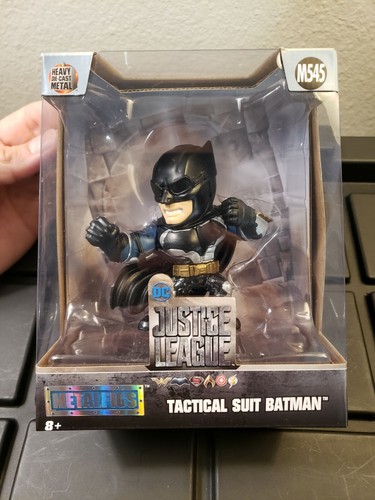 HEAVY
DIE-CAST
METAL
M545
DC
JUSTICE
LEAGUE
METALFIGS
TACTICAL SUIT BATMAN™
8+